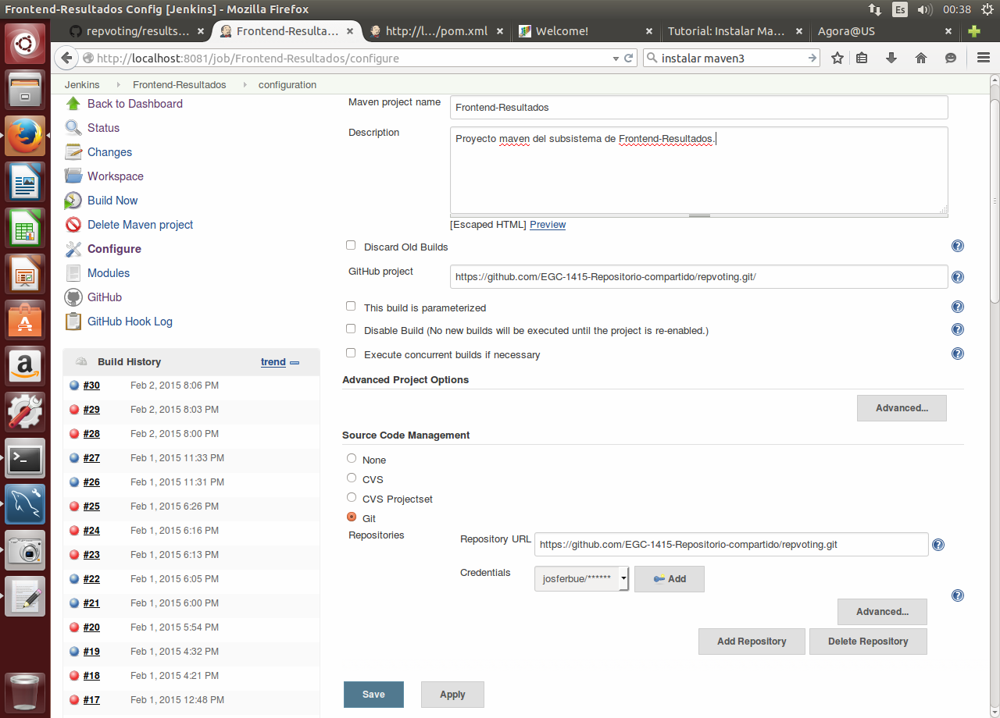 Frontend-Resultados Config [Jenkins] - Mozilla Firefox
Es
00:38
repvoting/results...
Frontend-Resulta...
http://l.../pom.xml
Welcome!
Tutorial: Instalar Ma...
Agora@US
http://localhost:8081/job/Frontend-Resultados/configure
instalar maven3
Jenkins
Frontend-Resultados
configuration
Back to Dashboard
Status
Changes
Workspace
Build Now
Delete Maven project
Configure
Modules
GitHub
GitHub Hook Log
Build History
trend
#30 Feb 2, 2015 8:06 PM
#29 Feb 2, 2015 8:03 PM
#28 Feb 2, 2015 8:00 PM
#27 Feb 1, 2015 11:33 PM
#26 Feb 1, 2015 11:31 PM
#25 Feb 1, 2015 6:26 PM
#24 Feb 1, 2015 6:16 PM
#23 Feb 1, 2015 6:13 PM
#22 Feb 1, 2015 6:05 PM
#21 Feb 1, 2015 6:00 PM
#20 Feb 1, 2015 5:54 PM
#19 Feb 1, 2015 4:32 PM
#18 Feb 1, 2015 4:21 PM
#17 Feb 1, 2015 12:48 PM
Maven project name
Frontend-Resultados
Description
Proyecto maven del subsistema de Frontend-Resultados.
[Escaped HTML] Preview
Discard Old Builds
GitHub project
https://github.com/EGC-1415-Repositorio-compartido/repvoting.git/
This build is parameterized
Disable Build (No new builds will be executed until the project is re-enabled.)
Execute concurrent builds if necessary
Advanced Project Options
Advanced...
Source Code Management
None
CVS
CVS Projectset
Git
Repositories
Repository URL
https://github.com/EGC-1415-Repositorio-compartido/repvoting.git
Credentials
josferbue/******
Add
Advanced...
Add Repository
Delete Repository
Save
Apply